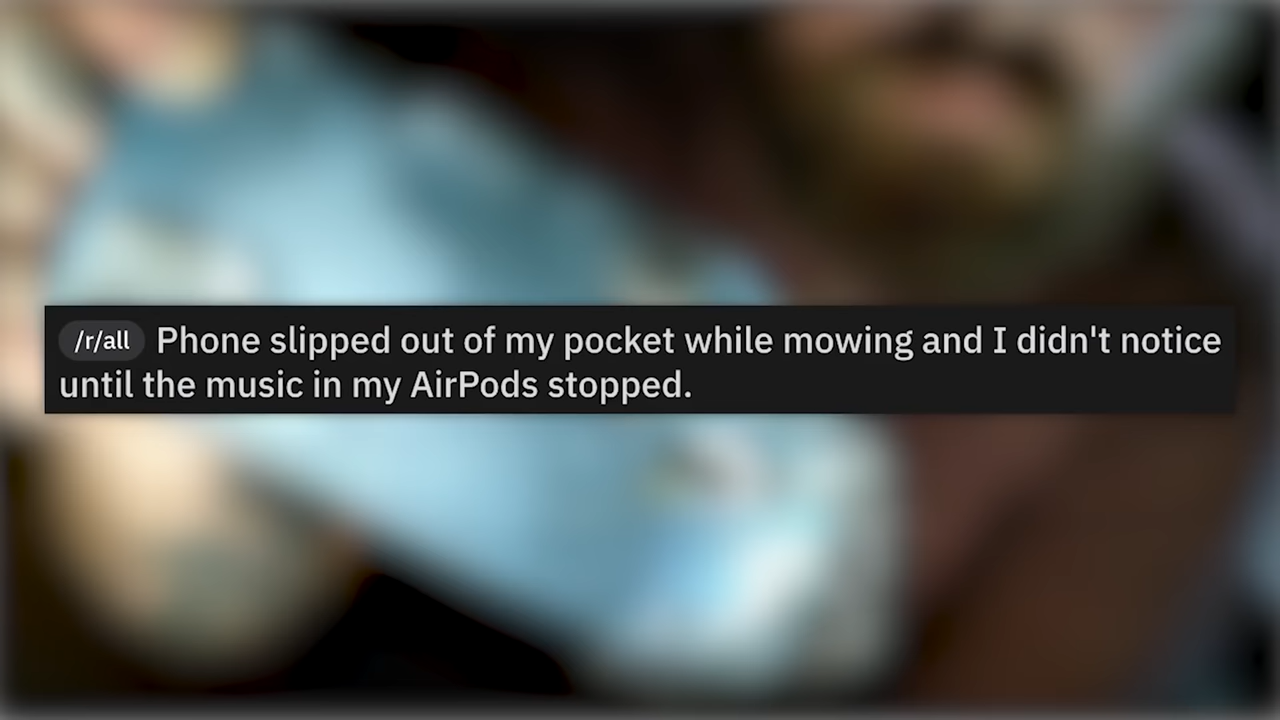 /r/all Phone slipped out of my pocket while mowing and I didn't notice
until the music in my AirPods stopped.